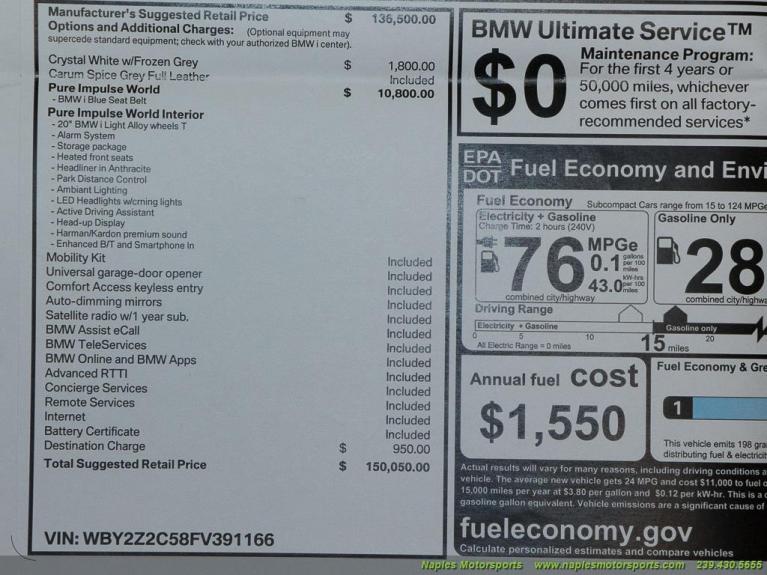 Manufacturer's Suggested Retail Price $ 136,500.00
Options and Additional Charges: (Optional equipment may
supercede standard equipment; check with your authorized BMW i center).
Crystal White w/Frozen Grey $ 1,800.00
Carum Spice Grey Full Leather Included
Pure Impulse World $ 10,800.00
- BMW i Blue Seat Belt
Pure Impulse World Interior
- 20" BMW i Light Alloy wheels T
- Alarm System
- Storage package
- Heated front seats
- Headliner in Anthracite
- Park Distance Control
- Ambient Lighting
- LED Headlights w/crning lights
- Active Driving Assistant
- Head-up Display
- Harman/Kardon premium sound
- Enhanced B/T and Smartphone In
Mobility Kit Included
Universal garage-door opener Included
Comfort Access keyless entry Included
Auto-dimming mirrors Included
Satellite radio w/1 year sub. Included
BMW Assist eCall Included
BMW TeleServices Included
BMW Online and BMW Apps Included
Advanced RTTI Included
Concierge Services Included
Remote Services Included
Internet Included
Battery Certificate Included
Destination Charge $ 950.00
Total Suggested Retail Price $ 150,050.00
VIN: WBY2Z2C58FV391166
BMW Ultimate Service™
$0
Maintenance Program:
For the first 4 years or
50,000 miles, whichever
comes first on all factory-
recommended services*
EPA
DOT
Fuel Economy and Envi
Fuel Economy Subcompact Cars range from 15 to 124 MPGe
Electricity + Gasoline
Charge Time: 2 hours (240V)
76
MPGe
0.1 gallons per 100 miles
43.0 kW-hrs per 100 miles
combined city/highway
Gasoline Only
28
combined city/highwa
Driving Range
Electricity + Gasoline Gasoline only
0 5 10 15 miles 20
All Electric Range = 0 miles
Annual fuel cost
$1,550
Fuel Economy & Gre
1
This vehicle emits 198 gra
distributing fuel & electricit
Actual results will vary for many reasons, including driving conditions a
vehicle. The average new vehicle gets 24 MPG and cost $11,000 to fuel o
15,000 miles per year at $3.80 per gallon and $0.12 per kW-hr. This is a
gasoline gallon equivalent. Vehicle emissions are a significant cause of
fueleconomy.gov
Calculate personalized estimates and compare vehicles
Naples Motorsports www.naplesmotorsports.com 239.430.5655